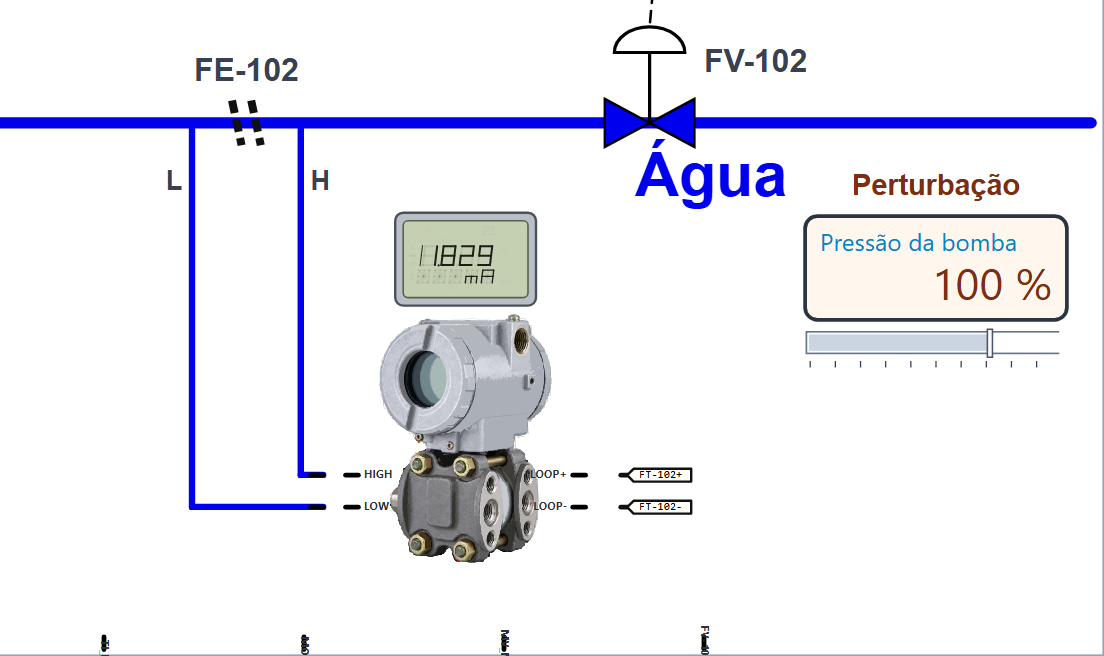 FE-102
FV-102
L
H
Água
Perturbação
Pressão da bomba
100 %
11.829
mA
HIGH
LOW
LOOP+
LOOP-
FT-102+
FT-102-